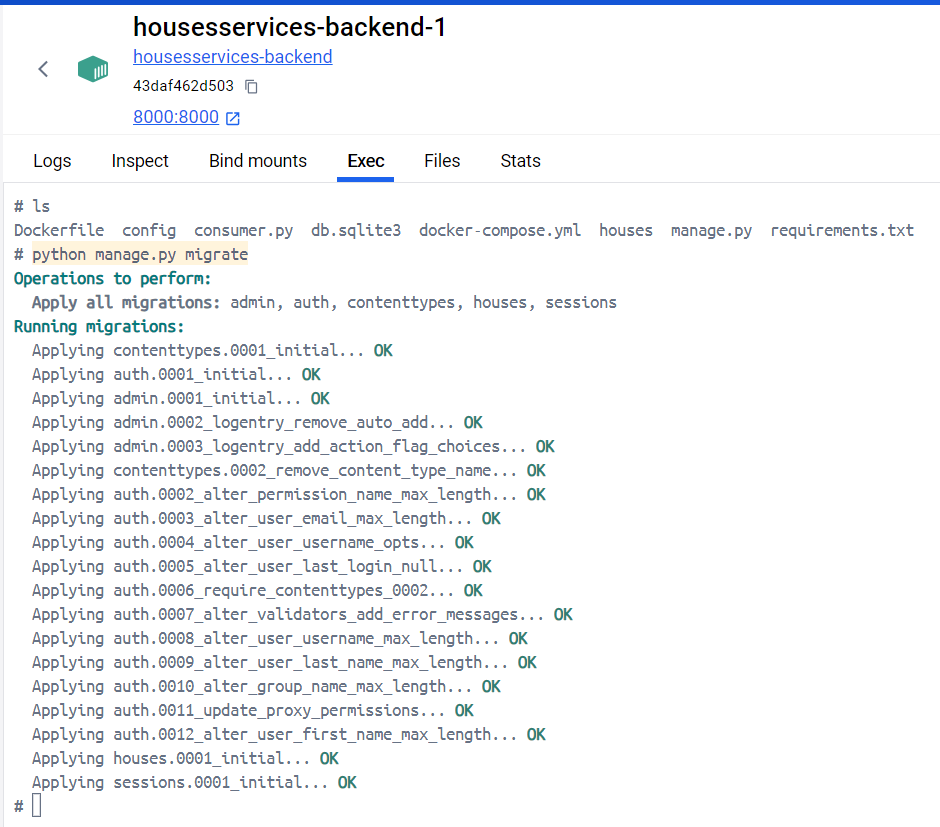 housesservices-backend-1
housesservices-backend
43daf462d503
8000:8000
Logs Inspect Bind mounts Exec Files Stats
# ls
Dockerfile  config  consumer.py  db.sqlite3  docker-compose.yml  houses  manage.py  requirements.txt
# python manage.py migrate
Operations to perform:
  Apply all migrations: admin, auth, contenttypes, houses, sessions
Running migrations:
  Applying contenttypes.0001_initial... OK
  Applying auth.0001_initial... OK
  Applying admin.0001_initial... OK
  Applying admin.0002_logentry_remove_auto_add... OK
  Applying admin.0003_logentry_add_action_flag_choices... OK
  Applying contenttypes.0002_remove_content_type_name... OK
  Applying auth.0002_alter_permission_name_max_length... OK
  Applying auth.0003_alter_user_email_max_length... OK
  Applying auth.0004_alter_user_username_opts... OK
  Applying auth.0005_alter_user_last_login_null... OK
  Applying auth.0006_require_contenttypes_0002... OK
  Applying auth.0007_alter_validators_add_error_messages... OK
  Applying auth.0008_alter_user_username_max_length... OK
  Applying auth.0009_alter_user_last_name_max_length... OK
  Applying auth.0010_alter_group_name_max_length... OK
  Applying auth.0011_update_proxy_permissions... OK
  Applying auth.0012_alter_user_first_name_max_length... OK
  Applying houses.0001_initial... OK
  Applying sessions.0001_initial... OK
#